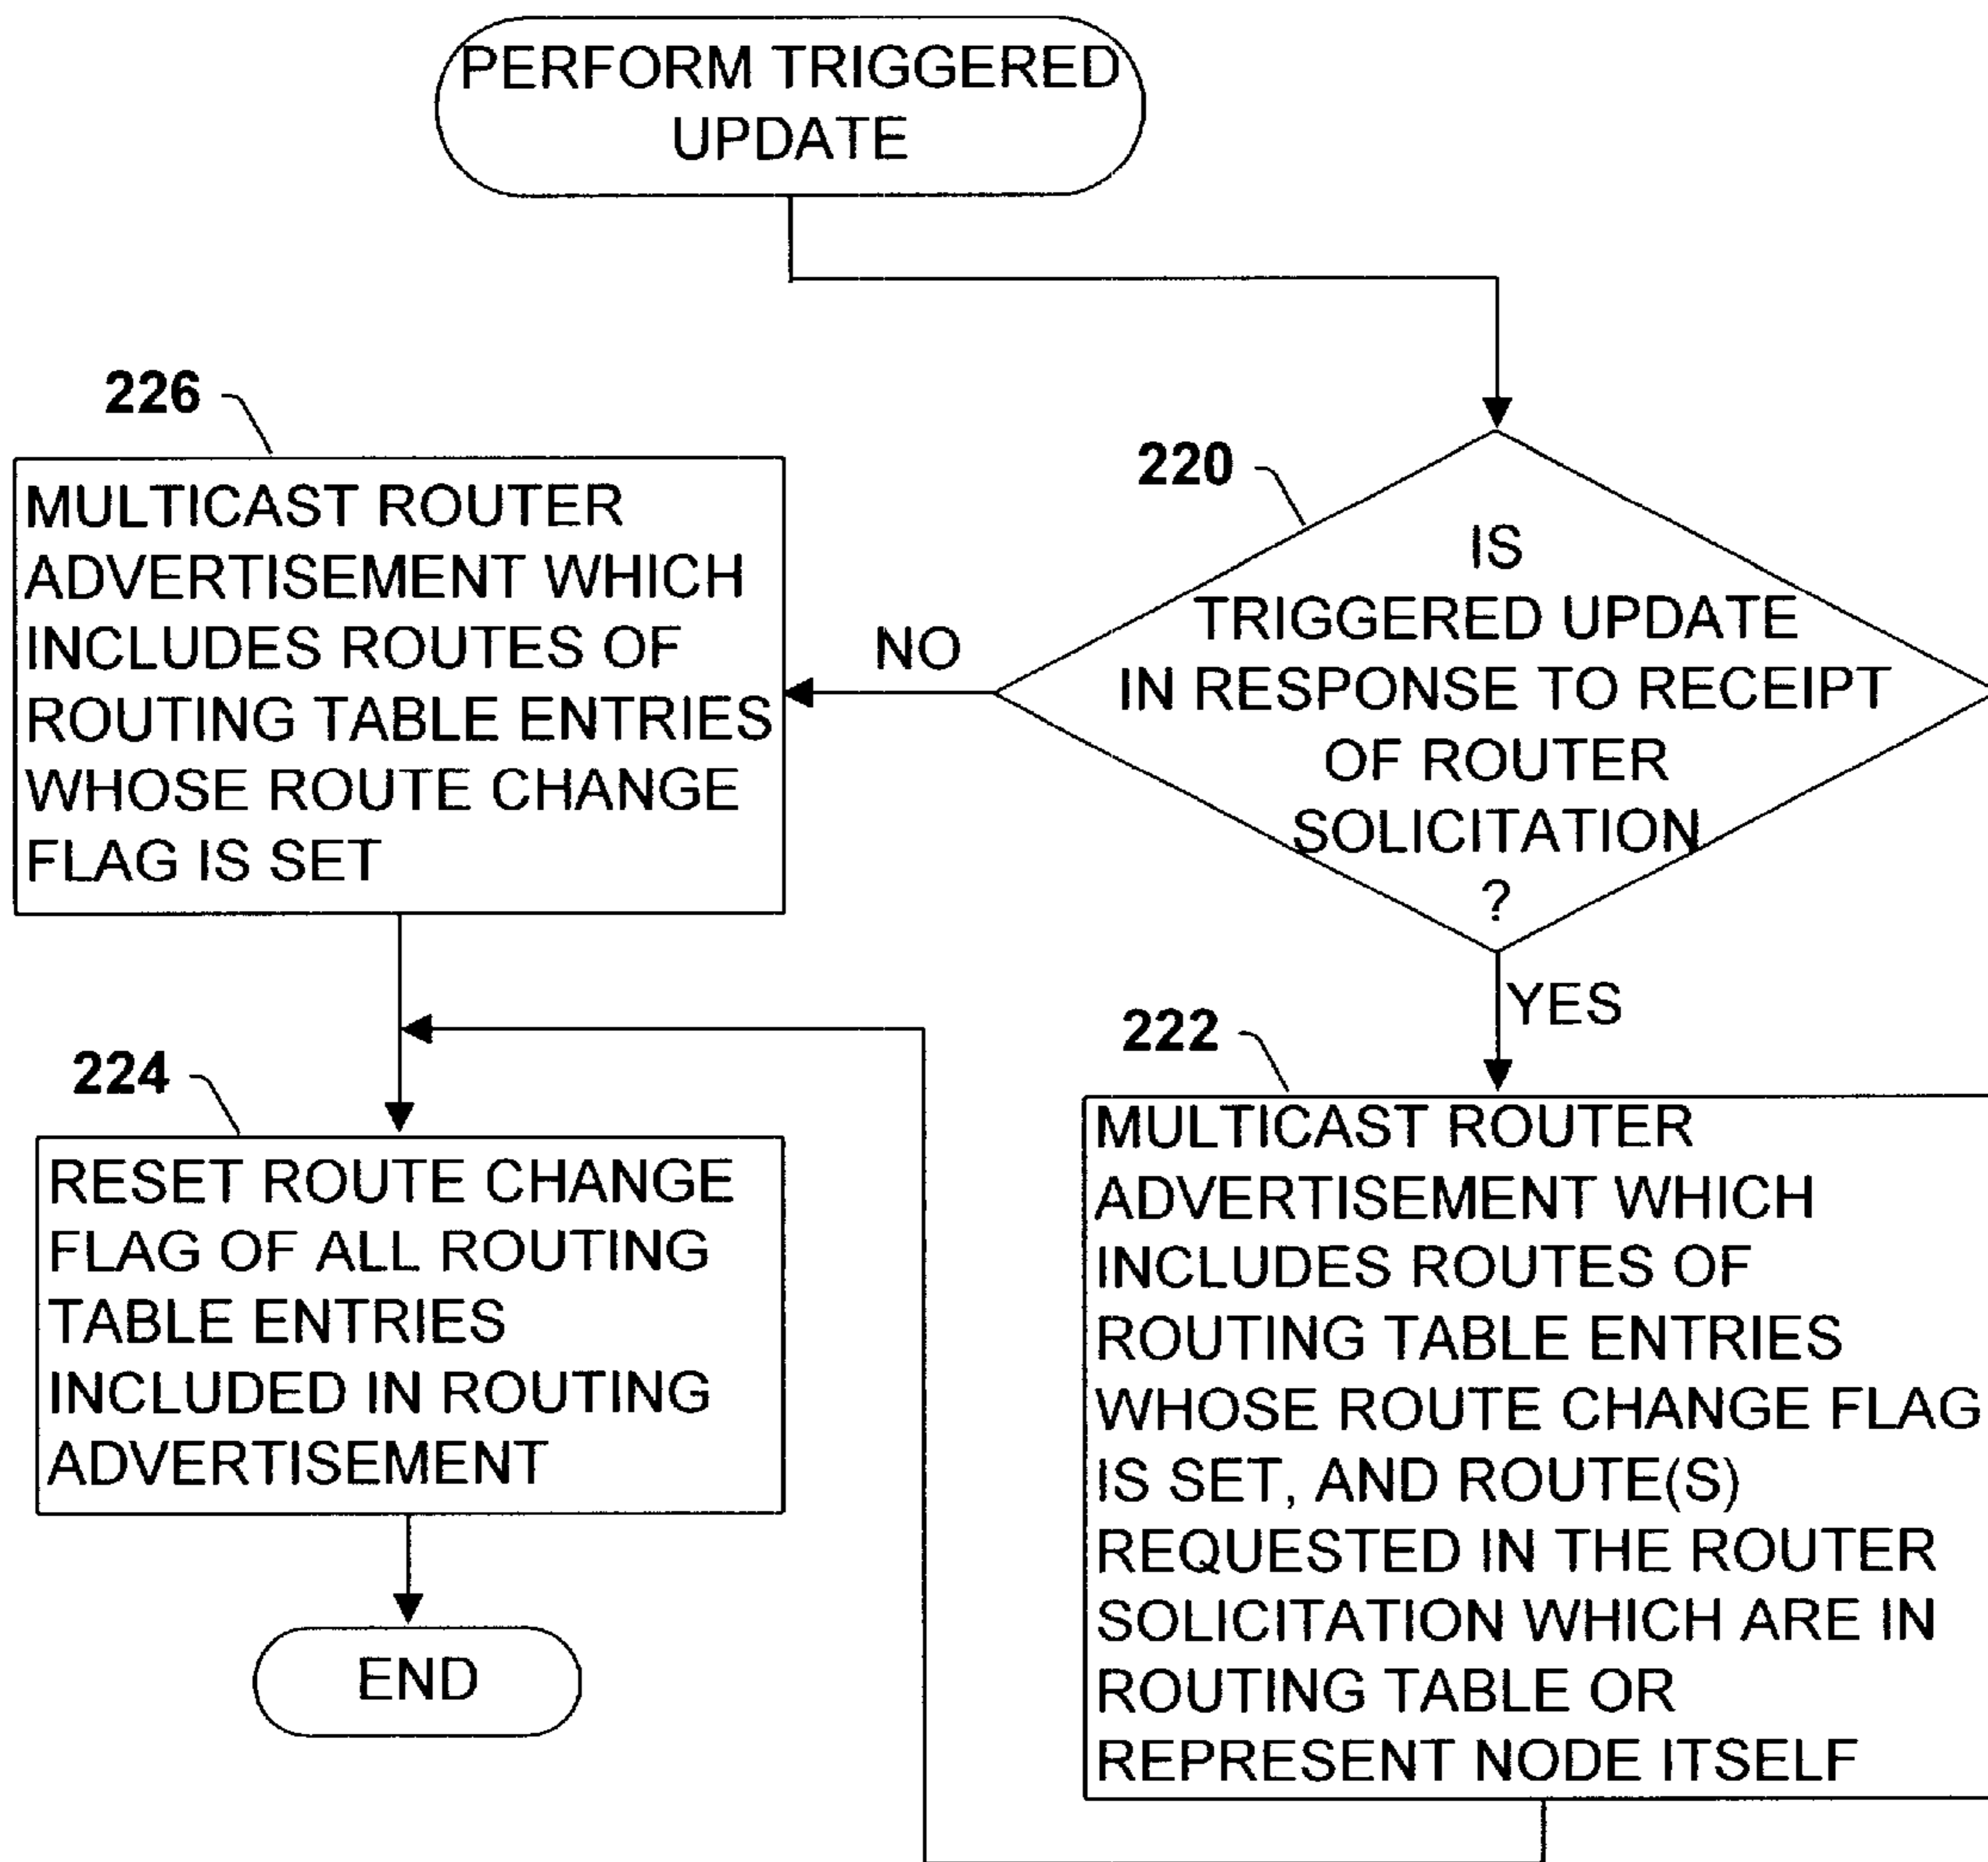 PERFORM TRIGGERED
UPDATE
220
IS
TRIGGERED UPDATE
IN RESPONSE TO RECEIPT
OF ROUTER
SOLICITATION
?
NO
YES
226
MULTICAST ROUTER
ADVERTISEMENT WHICH
INCLUDES ROUTES OF
ROUTING TABLE ENTRIES
WHOSE ROUTE CHANGE
FLAG IS SET
222
MULTICAST ROUTER
ADVERTISEMENT WHICH
INCLUDES ROUTES OF
ROUTING TABLE ENTRIES
WHOSE ROUTE CHANGE FLAG
IS SET, AND ROUTE(S)
REQUESTED IN THE ROUTER
SOLICITATION WHICH ARE IN
ROUTING TABLE OR
REPRESENT NODE ITSELF
224
RESET ROUTE CHANGE
FLAG OF ALL ROUTING
TABLE ENTRIES
INCLUDED IN ROUTING
ADVERTISEMENT
END